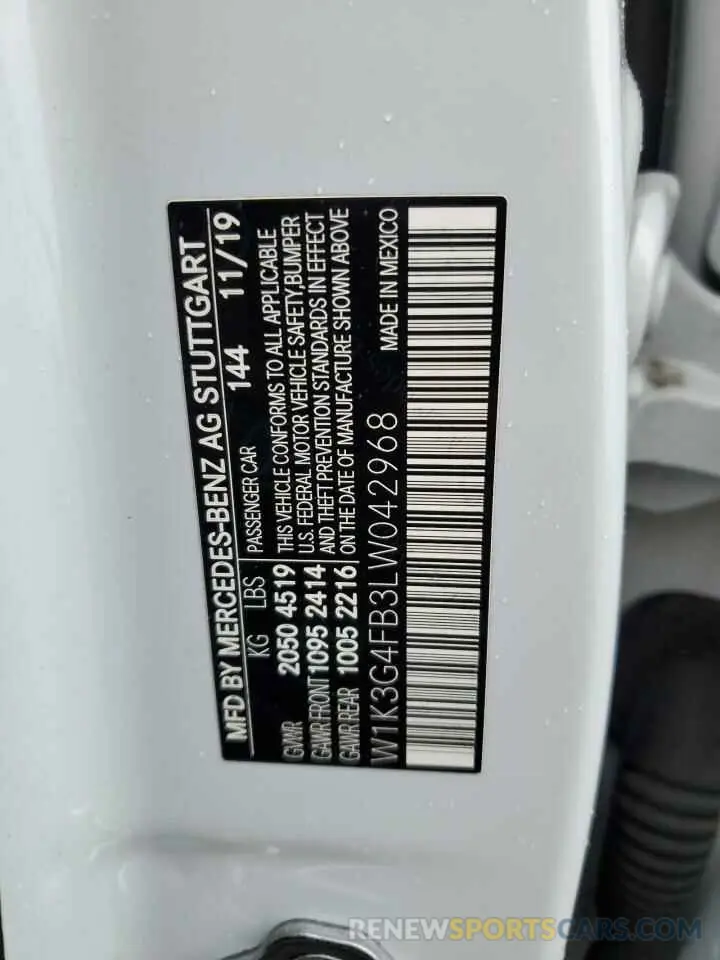 MFD BY MERCEDES-BENZ AG STUTTGART
144 11/19
KG LBS PASSENGER CAR
GVWR 2050 4519 THIS VEHICLE CONFORMS TO ALL APPLICABLE
U.S. FEDERAL MOTOR VEHICLE SAFETY,BUMPER
GAWR FRONT 1095 2414 AND THEFT PREVENTION STANDARDS IN EFFECT
GAWR REAR 1005 2216 ON THE DATE OF MANUFACTURE SHOWN ABOVE
MADE IN MEXICO
W1K3G4FB3LW042968
RENEWSPORTSCARS.COM